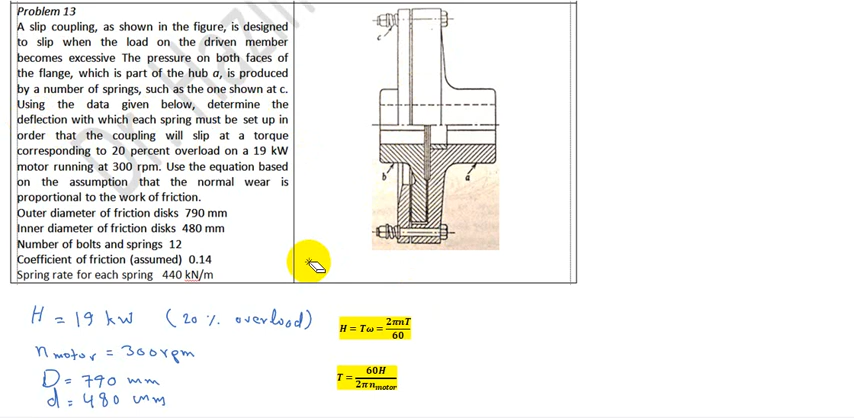 Problem 13
A slip coupling, as shown in the figure, is designed
to slip when the load on the driven member
becomes excessive The pressure on both faces of
the flange, which is part of the hub a, is produced
by a number of springs, such as the one shown at c.
Using the data given below, determine the
deflection with which each spring must be set up in
order that the coupling will slip at a torque
corresponding to 20 percent overload on a 19 kW
motor running at 300 rpm. Use the equation based
on the assumption that the normal wear is
proportional to the work of friction.
Outer diameter of friction disks 790 mm
Inner diameter of friction disks 480 mm
Number of bolts and springs 12
Coefficient of friction (assumed) 0.14
Spring rate for each spring 440 kN/m
c
b
a
H = 19 kW (20 %. overload)
n motor = 300 rpm
D = 790 mm
d = 480 mm
H = Tω = 2πnT / 60
T = 60H / 2π n_motor
Dr.